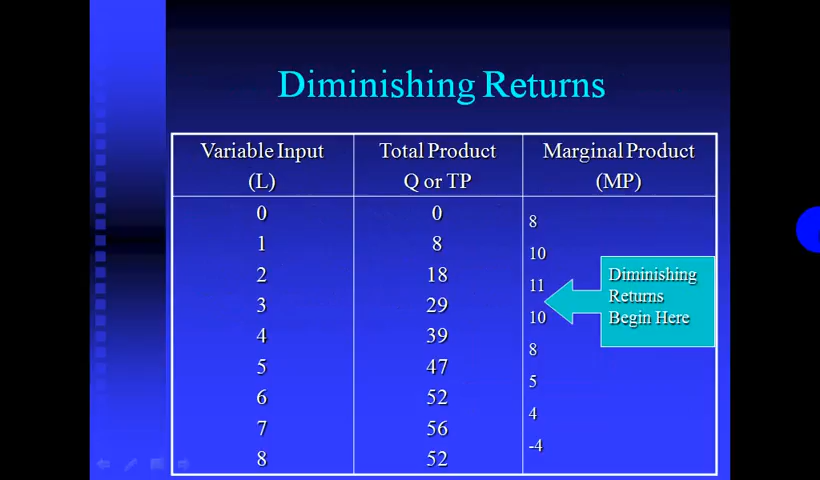 Diminishing Returns
Variable Input Total Product Marginal Product
(L) Q or TP (MP)
0 0
8
1 8
10
2 18
11
3 29
10
4 39
8
5 47
5
6 52
4
7 56
-4
8 52
Diminishing
Returns
Begin Here